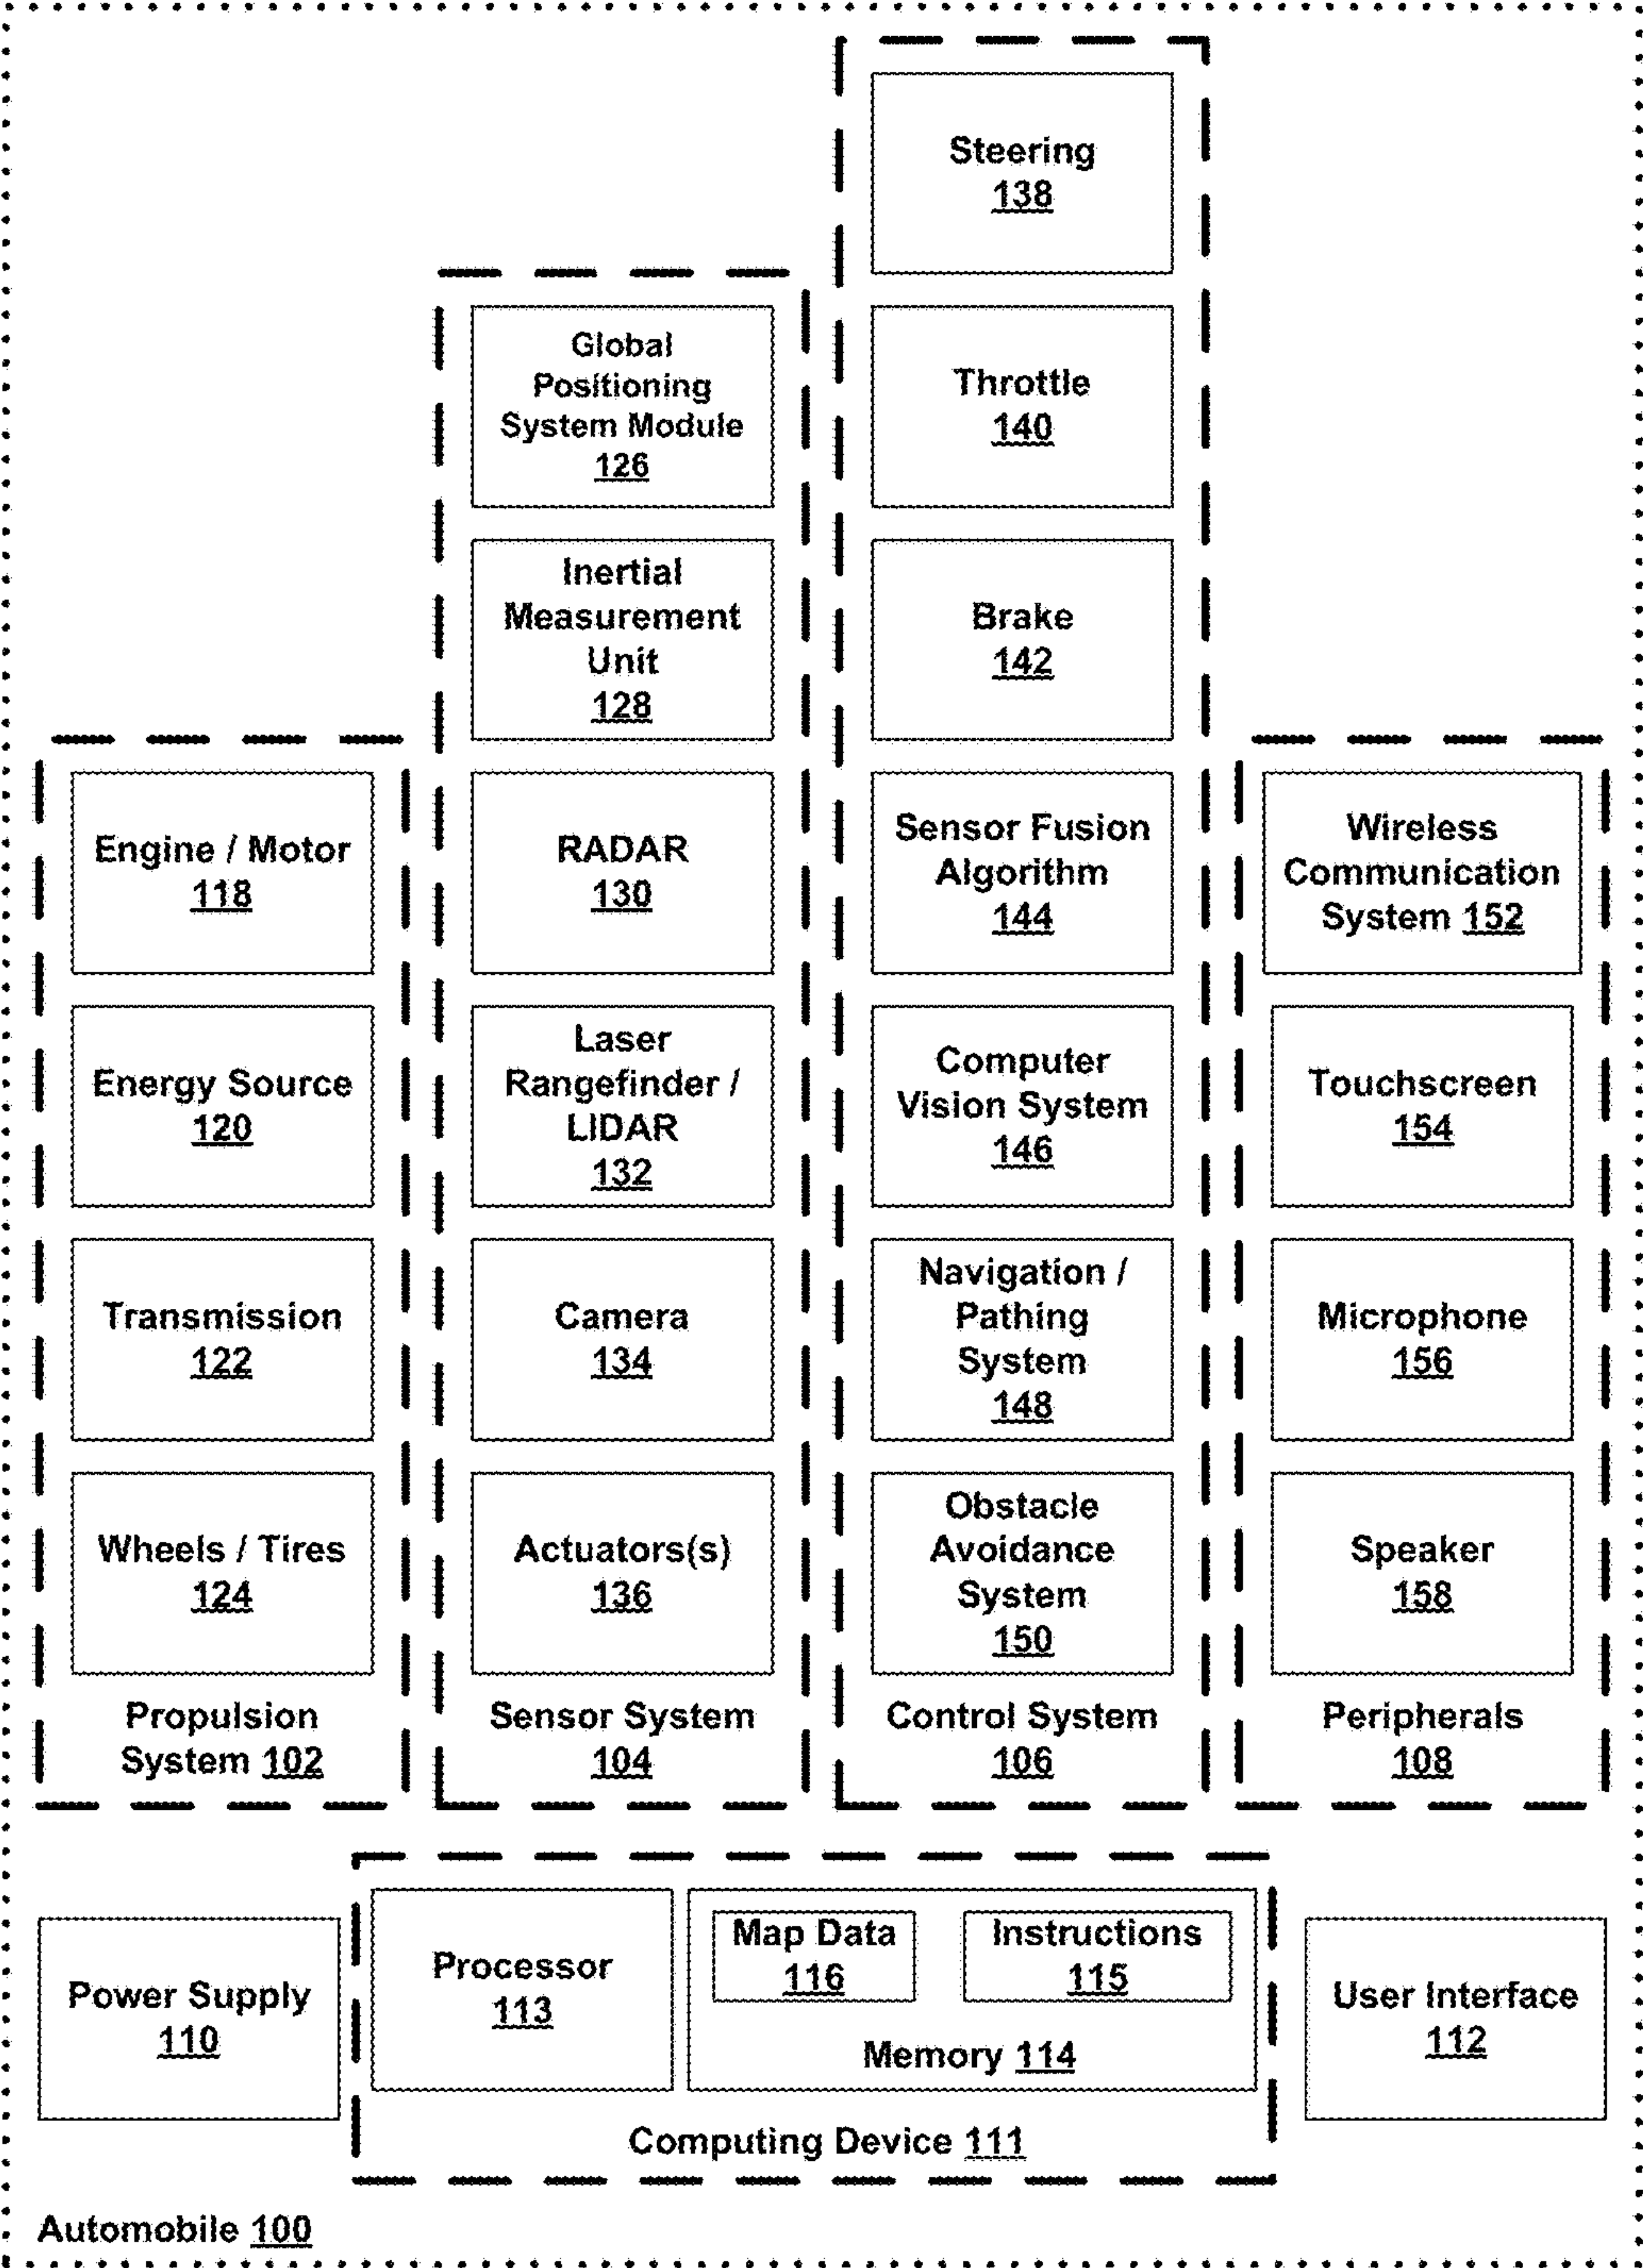 Steering
138
Throttle
140
Brake
142
Sensor Fusion
Algorithm
144
Computer
Vision System
146
Navigation /
Pathing
System
148
Obstacle
Avoidance
System
150
Control System
106
Global
Positioning
System Module
126
Inertial
Measurement
Unit
128
RADAR
130
Laser
Rangefinder /
LIDAR
132
Camera
134
Actuators(s)
136
Sensor System
104
Engine / Motor
118
Energy Source
120
Transmission
122
Wheels / Tires
124
Propulsion
System 102
Wireless
Communication
System 152
Touchscreen
154
Microphone
156
Speaker
158
Peripherals
108
Power Supply
110
Processor
113
Map Data
116
Instructions
115
Memory 114
Computing Device 111
User Interface
112
Automobile 100